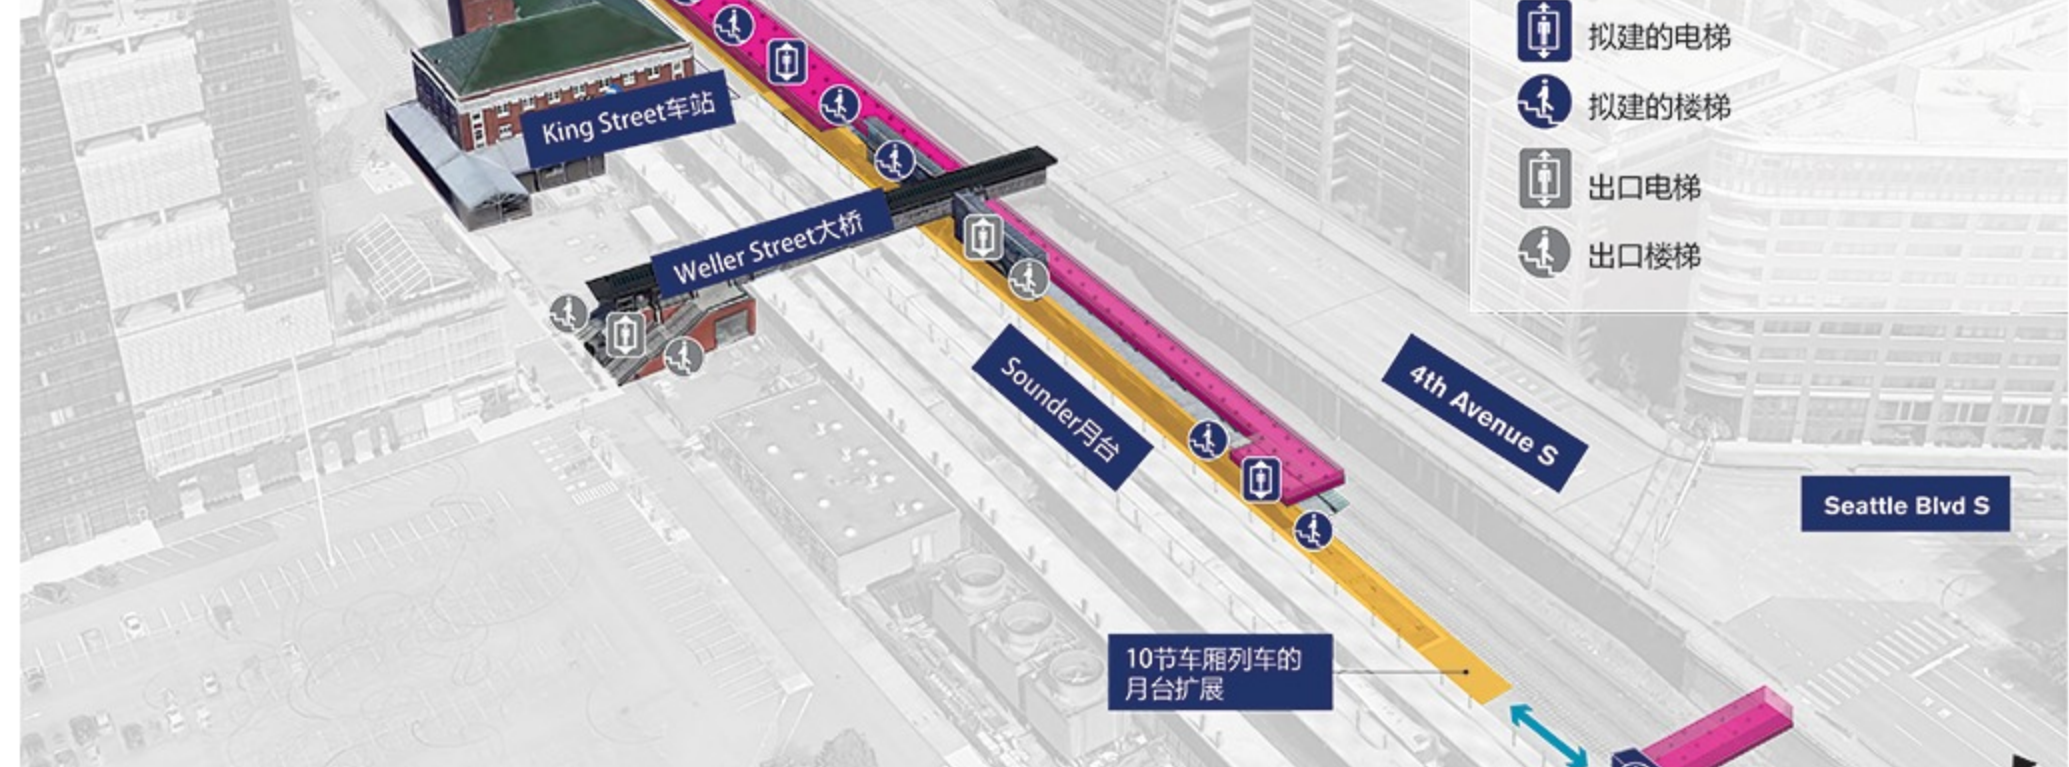 拟建的电梯
拟建的楼梯
出口电梯
出口楼梯
King Street车站
Weller Street大桥
Sounder月台
4th Avenue S
Seattle Blvd S
10节车厢列车的
月台扩展